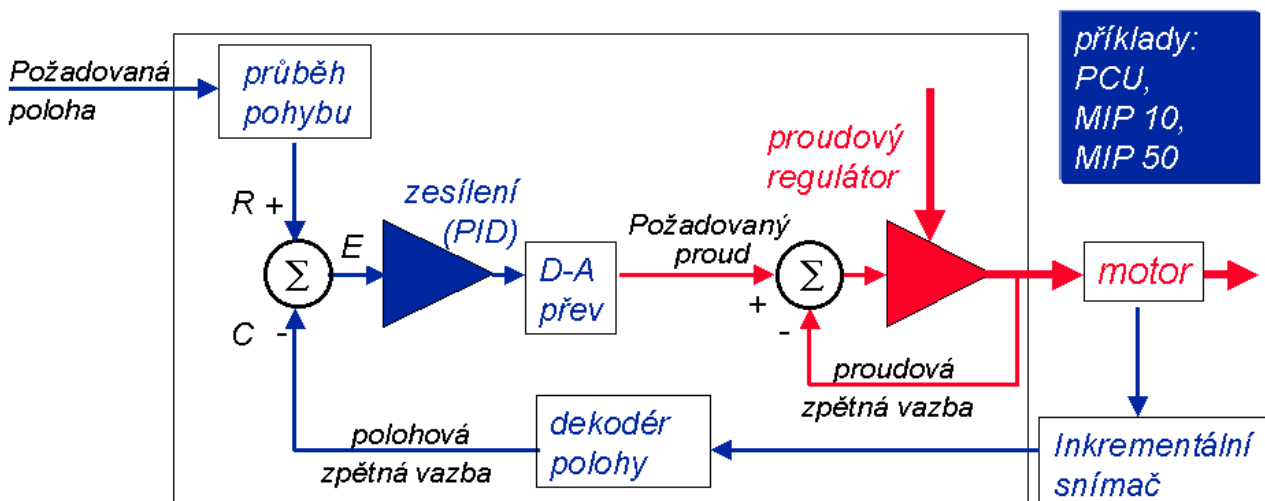 Požadovaná
poloha
průběh
pohybu
příklady:
PCU,
MIP 10,
MIP 50
proudový
regulátor
zesílení
(PID)
R +
Σ
E
D-A
přev
Požadovaný
proud
Σ
+
-
motor
C -
proudová
zpětná vazba
polohová
zpětná vazba
dekodér
polohy
Inkrementální
snímač